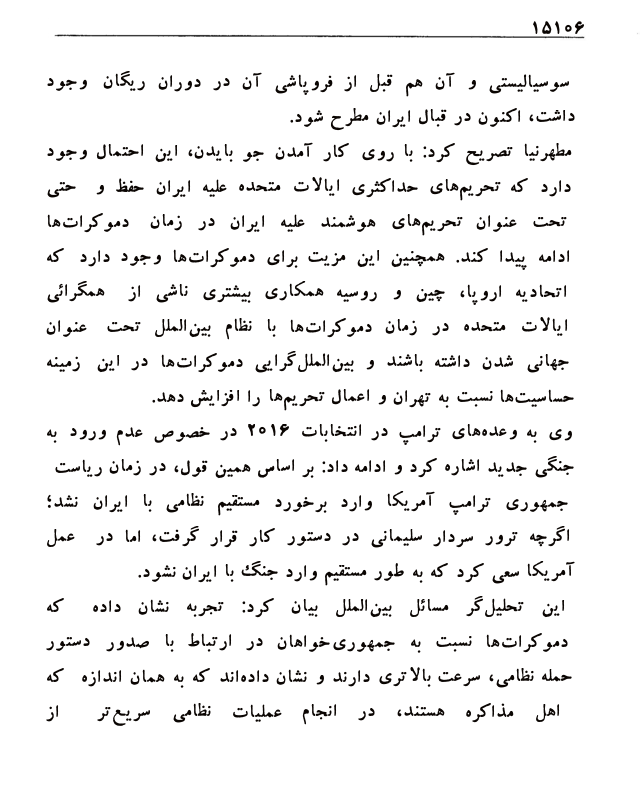 ۱۵۱۰۶
سوسیالیستی و آن هم قبل از فروپاشی آن در دوران ریگان وجود
داشت، اکنون در قبال ایران مطرح شود.
مطهرنیا تصریح کرد: با روی کار آمدن جو بایدن، این احتمال وجود
دارد که تحریم‌های حداکثری ایالات متحده علیه ایران حفظ و حتی
تحت عنوان تحریم‌های هوشمند علیه ایران در زمان دموکرات‌ها
ادامه پیدا کند. همچنین این مزیت برای دموکرات‌ها وجود دارد که
اتحادیه اروپا، چین و روسیه همکاری بیشتری ناشی از همگرائی
ایالات متحده در زمان دموکرات‌ها با نظام بین‌الملل تحت عنوان
جهانی شدن داشته باشند و بین‌الملل‌گرایی دموکرات‌ها در این زمینه
حساسیت‌ها نسبت به تهران و اعمال تحریم‌ها را افزایش دهد.
وی به وعده‌های ترامپ در انتخابات ۲۰۱۶ در خصوص عدم ورود به
جنگی جدید اشاره کرد و ادامه داد: بر اساس همین قول، در زمان ریاست
جمهوری ترامپ آمریکا وارد برخورد مستقیم نظامی با ایران نشد؛
اگرچه ترور سردار سلیمانی در دستور کار قرار گرفت، اما در عمل
آمریکا سعی کرد که به طور مستقیم وارد جنگ با ایران نشود.
این تحلیل‌گر مسائل بین‌الملل بیان کرد: تجربه نشان داده که
دموکرات‌ها نسبت به جمهوری‌خواهان در ارتباط با صدور دستور
حمله نظامی، سرعت بالاتری دارند و نشان داده‌اند که به همان اندازه که
اهل مذاکره هستند، در انجام عملیات نظامی سریع‌تر از